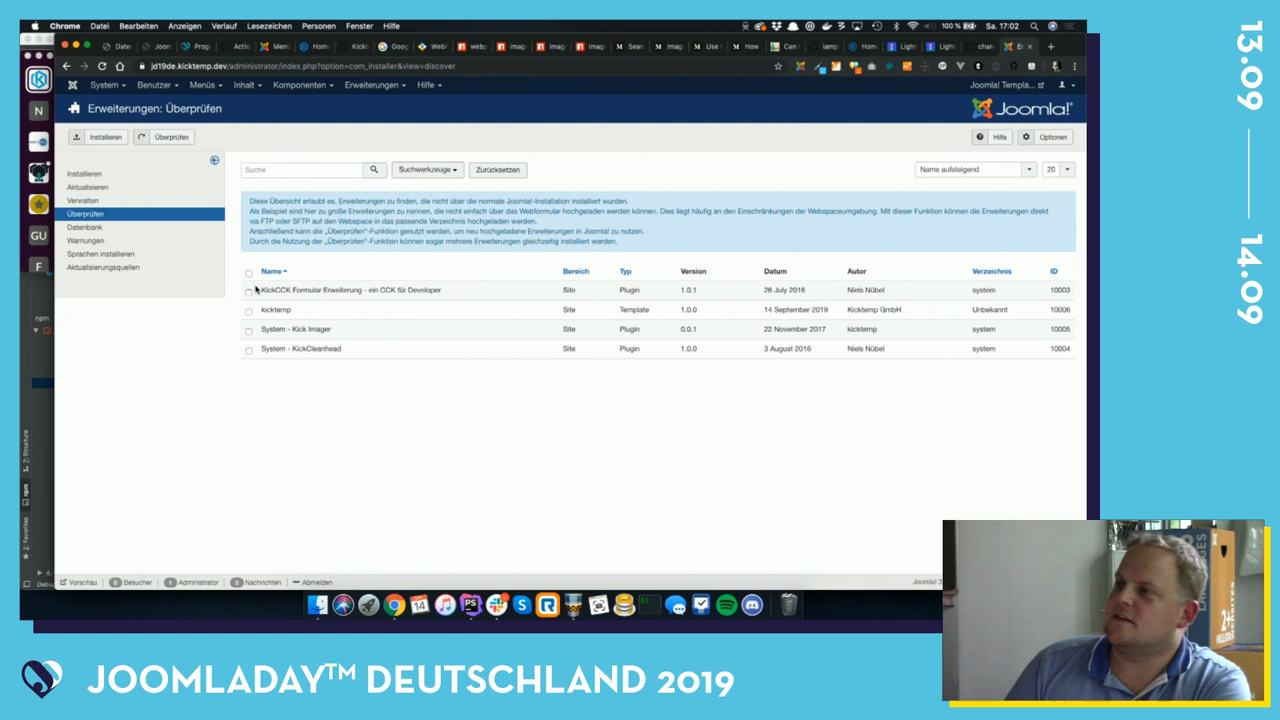 Chrome Datei Bearbeiten Anzeigen Verlauf Lesezeichen Personen Fenster Hilfe
100 % Sa. 17:02
jd19de.kicktemp.dev/administrator/index.php?option=com_installer&view=discover
System Benutzer Menüs Inhalt Komponenten Erweiterungen Hilfe
Joomla! Templa...
Erweiterungen: Überprüfen
Joomla!
Installieren Überprüfen
Hilfe Optionen
Installieren
Aktualisieren
Verwalten
Überprüfen
Datenbank
Warnungen
Sprachen installieren
Aktualisierungsquellen
Suche Suchwerkzeuge Zurücksetzen Name aufsteigend 20
Diese Übersicht erlaubt es, Erweiterungen zu finden, die nicht über die normale Joomla!-Installation installiert wurden.
Als Beispiel sind hier zu große Erweiterungen zu nennen, die nicht einfach über das Webformular hochgeladen werden können. Dies liegt häufig an den Einschränkungen der Webspaceumgebung. Mit dieser Funktion können die Erweiterungen direkt
via FTP oder SFTP auf den Webspace in das passende Verzeichnis hochgeladen werden.
Anschließend kann die „Überprüfen"-Funktion genutzt werden, um neu hochgeladene Erweiterungen in Joomla! zu nutzen.
Durch die Nutzung der „Überprüfen"-Funktion können sogar mehrere Erweiterungen gleichzeitig installiert werden.
Name Bereich Typ Version Datum Autor Verzeichnis ID
KickCCK Formular Erweiterung - ein CCK für Developer Site Plugin 1.0.1 26 July 2016 Niels Nübel system 10003
kicktemp Site Template 1.0.0 14 September 2019 Kicktemp GmbH Unbekannt 10006
System - Kick Imager Site Plugin 0.0.1 22 November 2017 kicktemp system 10005
System - KickCleanhead Site Plugin 1.0.0 3 August 2016 Niels Nübel system 10004
Vorschau 0 Besucher 1 Administrator 0 Nachrichten Abmelden
N
GU
F
npm
Z: Structure
npm
2: Favorites
13.09
14.09
JOOMLADAY™ DEUTSCHLAND 2019